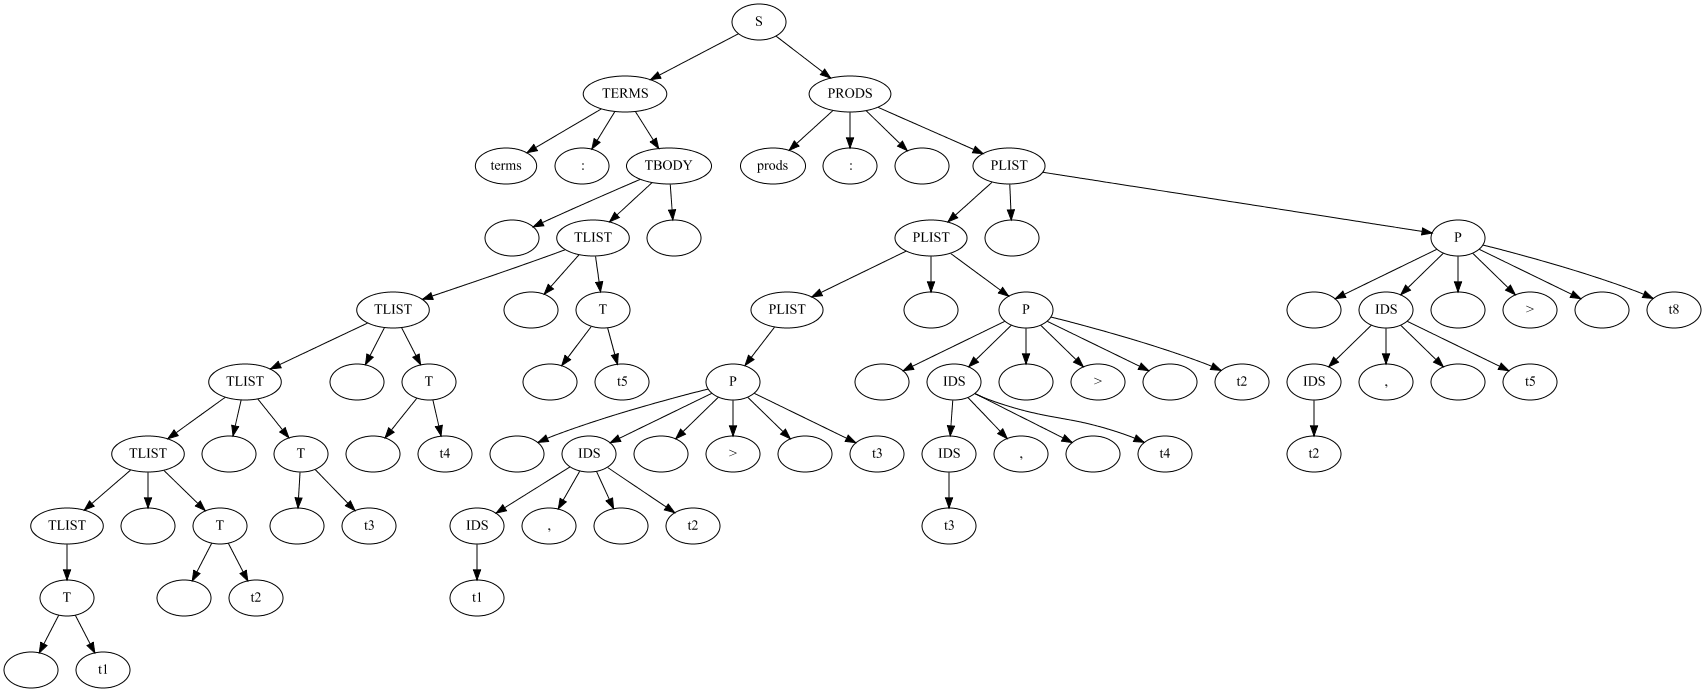 S
TERMS PRODS
terms : TBODY prods : PLIST
TLIST PLIST P
TLIST T PLIST P IDS > t8
TLIST T t5 P IDS > t2 IDS , t5
TLIST T t4 IDS > t3 IDS , t4 t2
TLIST T t3 IDS , t2 t3
T t2 t1
t1